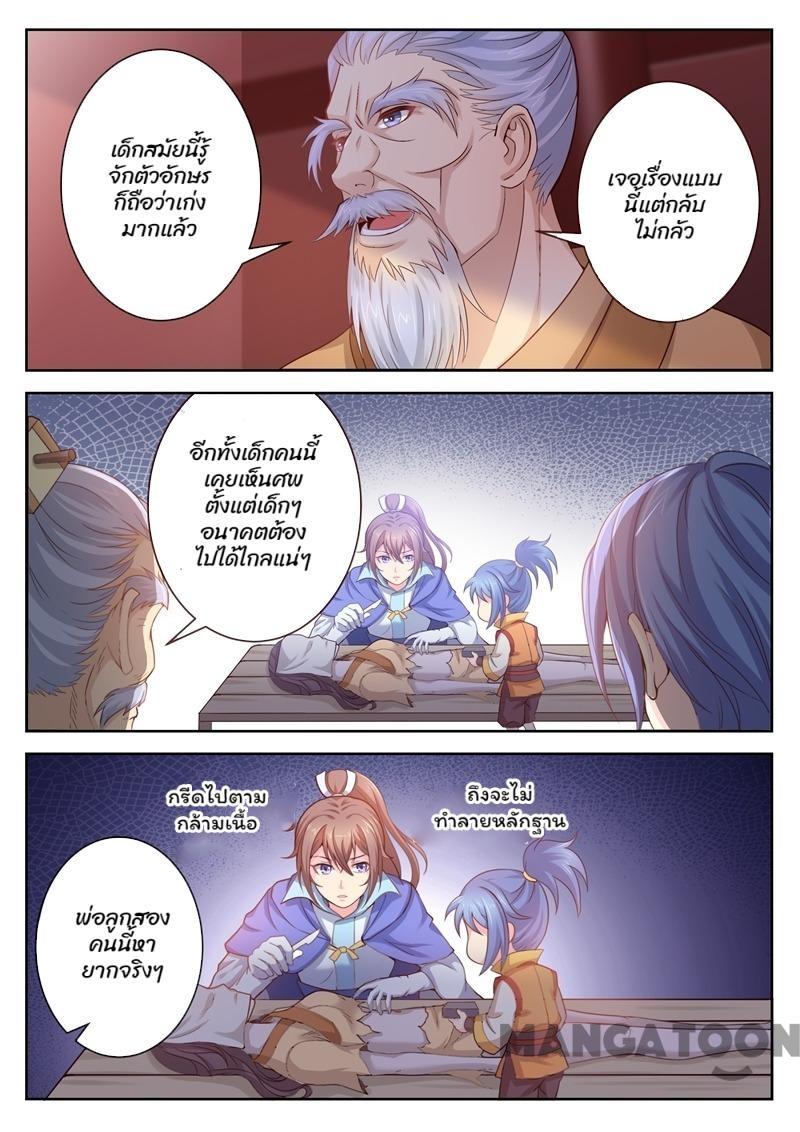 เด็กสมัยนี้รู้
จักตัวอักษร
ก็ถือว่าเก่ง
มากแล้ว
เจอเรื่องแบบ
นี้แต่กลับ
ไม่กลัว
อีกทั้งเด็กคนนี้
เคยเห็นศพ
ตั้งแต่เด็กๆ
อนาคตต้อง
ไปได้ไกลแน่ๆ
กรีดไปตาม
กล้ามเนื้อ
ถึงจะไม่
ทำลายหลักฐาน
พ่อลูกสอง
คนนี้หา
ยากจริงๆ
MANGATOON